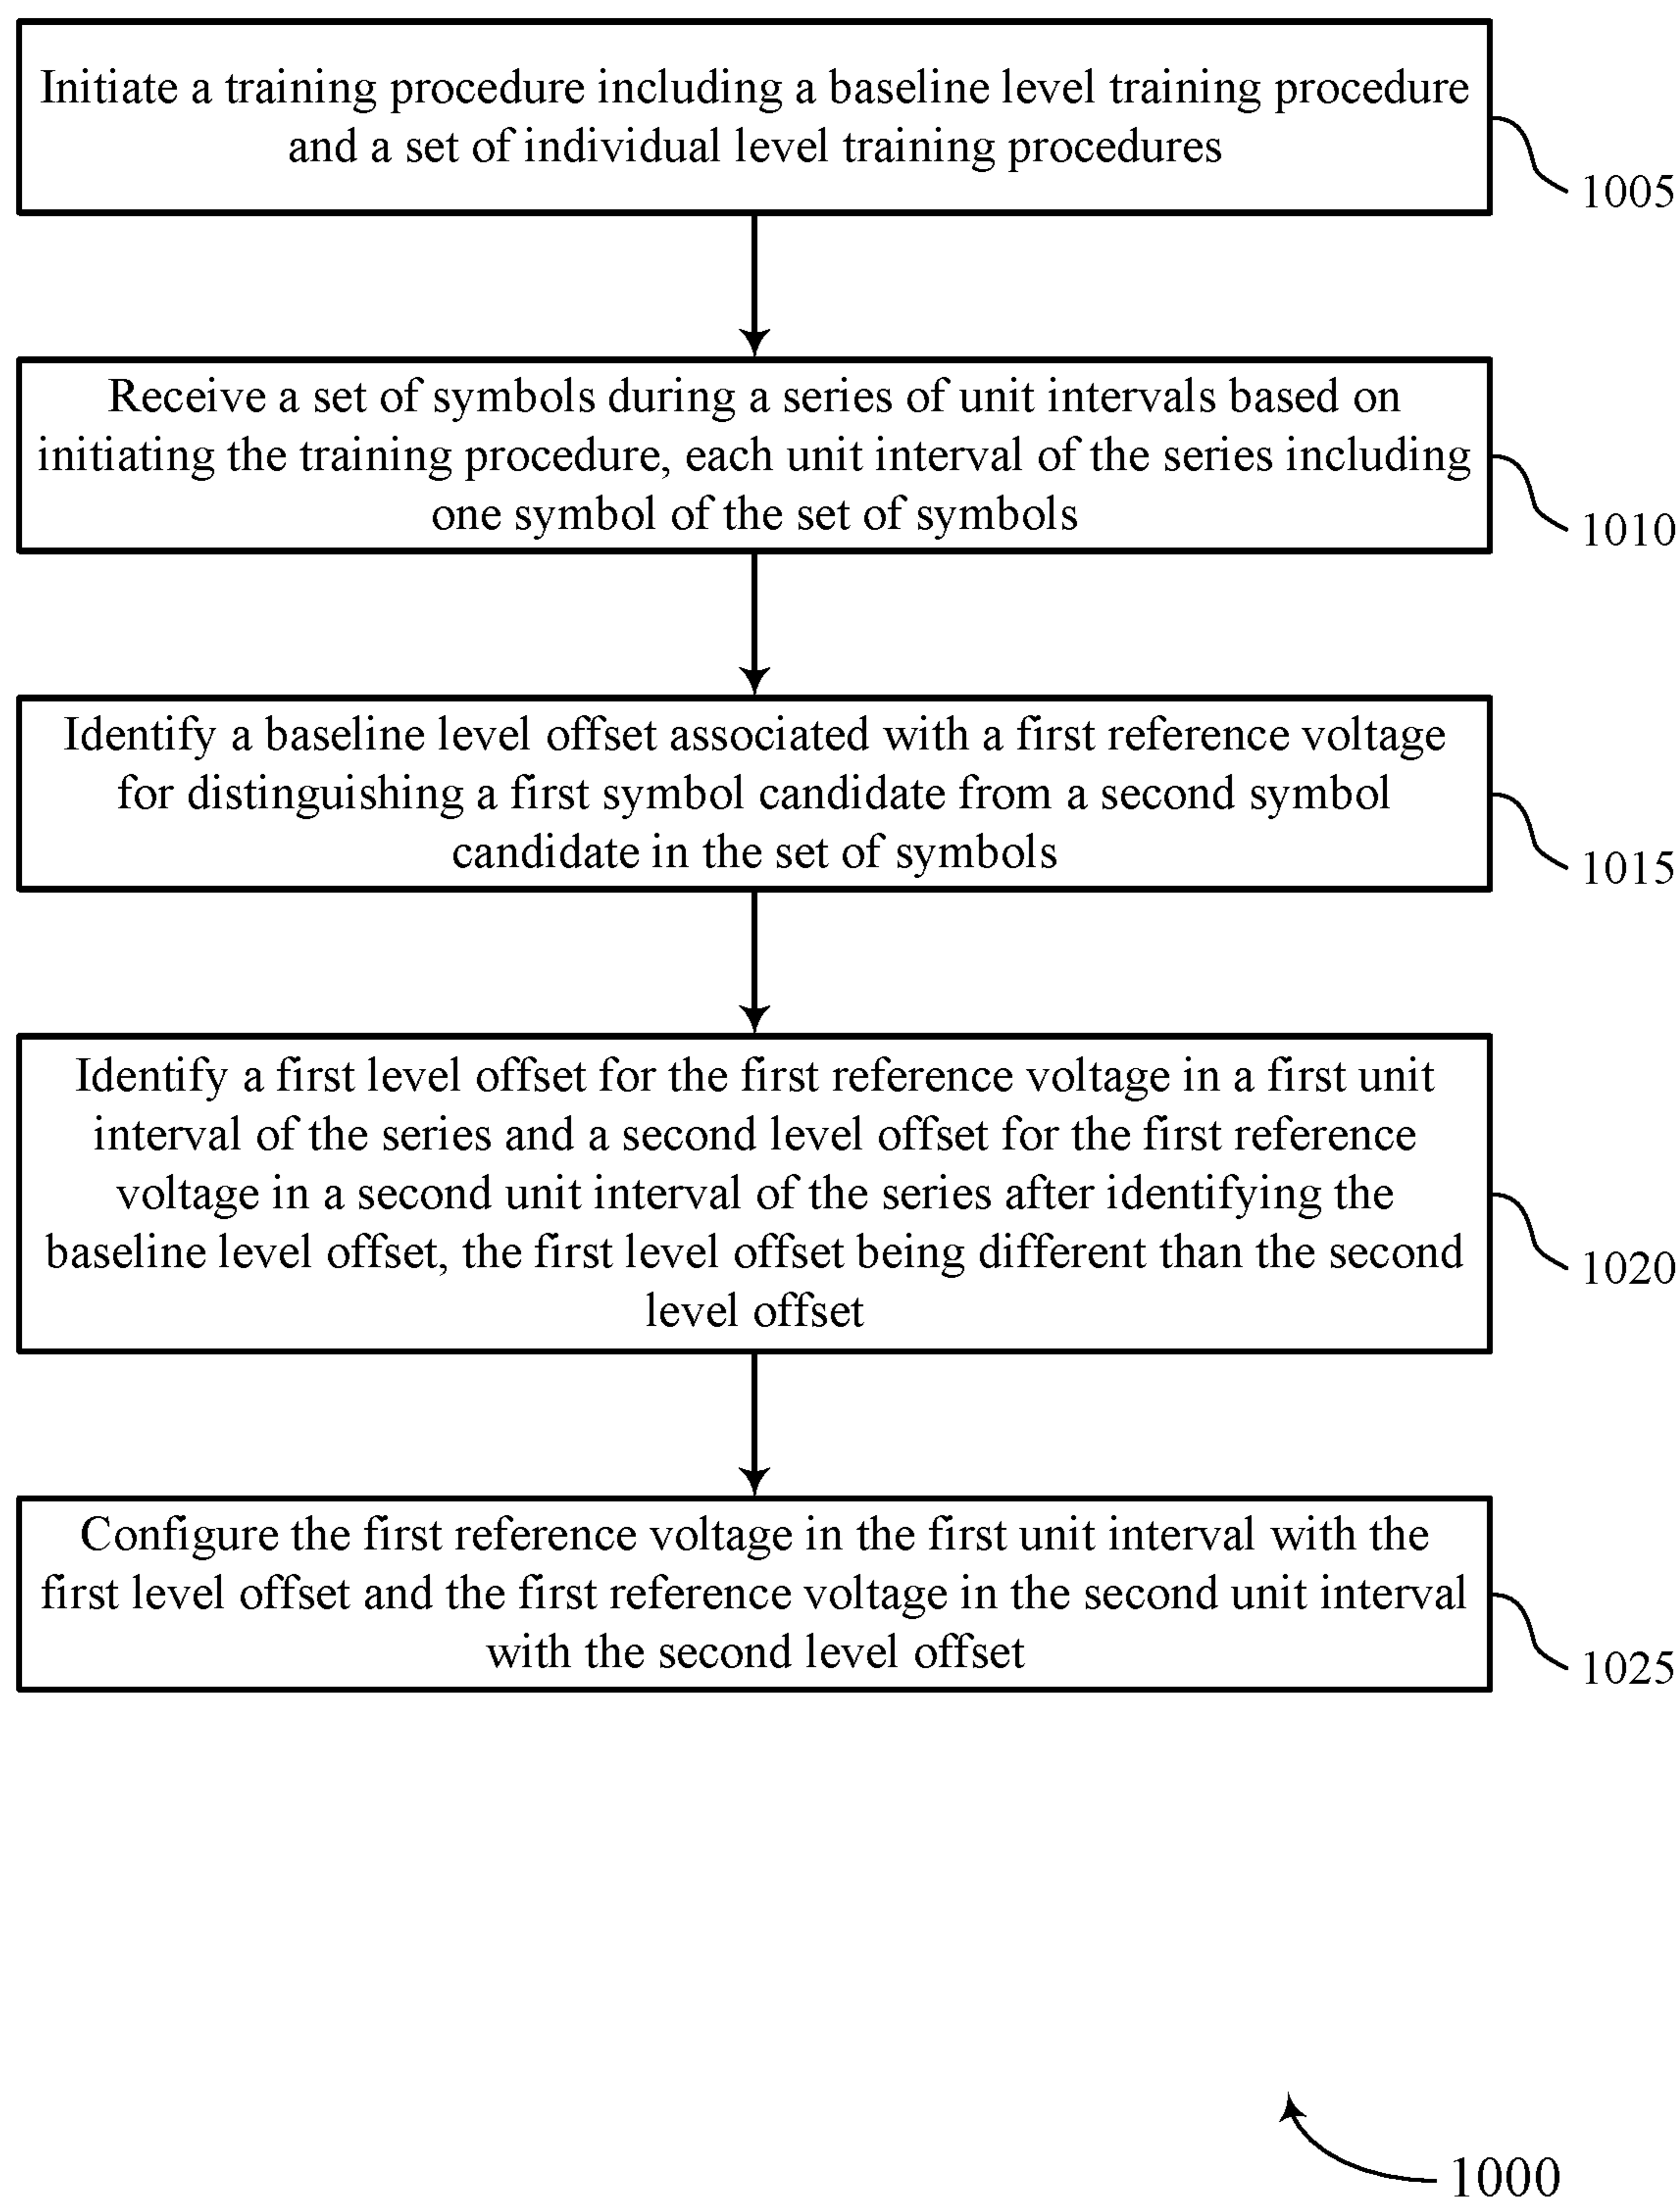 Initiate a training procedure including a baseline level training procedure
and a set of individual level training procedures
1005
Receive a set of symbols during a series of unit intervals based on
initiating the training procedure, each unit interval of the series including
one symbol of the set of symbols
1010
Identify a baseline level offset associated with a first reference voltage
for distinguishing a first symbol candidate from a second symbol
candidate in the set of symbols
1015
Identify a first level offset for the first reference voltage in a first unit
interval of the series and a second level offset for the first reference
voltage in a second unit interval of the series after identifying the
baseline level offset, the first level offset being different than the second
level offset
1020
Configure the first reference voltage in the first unit interval with the
first level offset and the first reference voltage in the second unit interval
with the second level offset
1025
1000